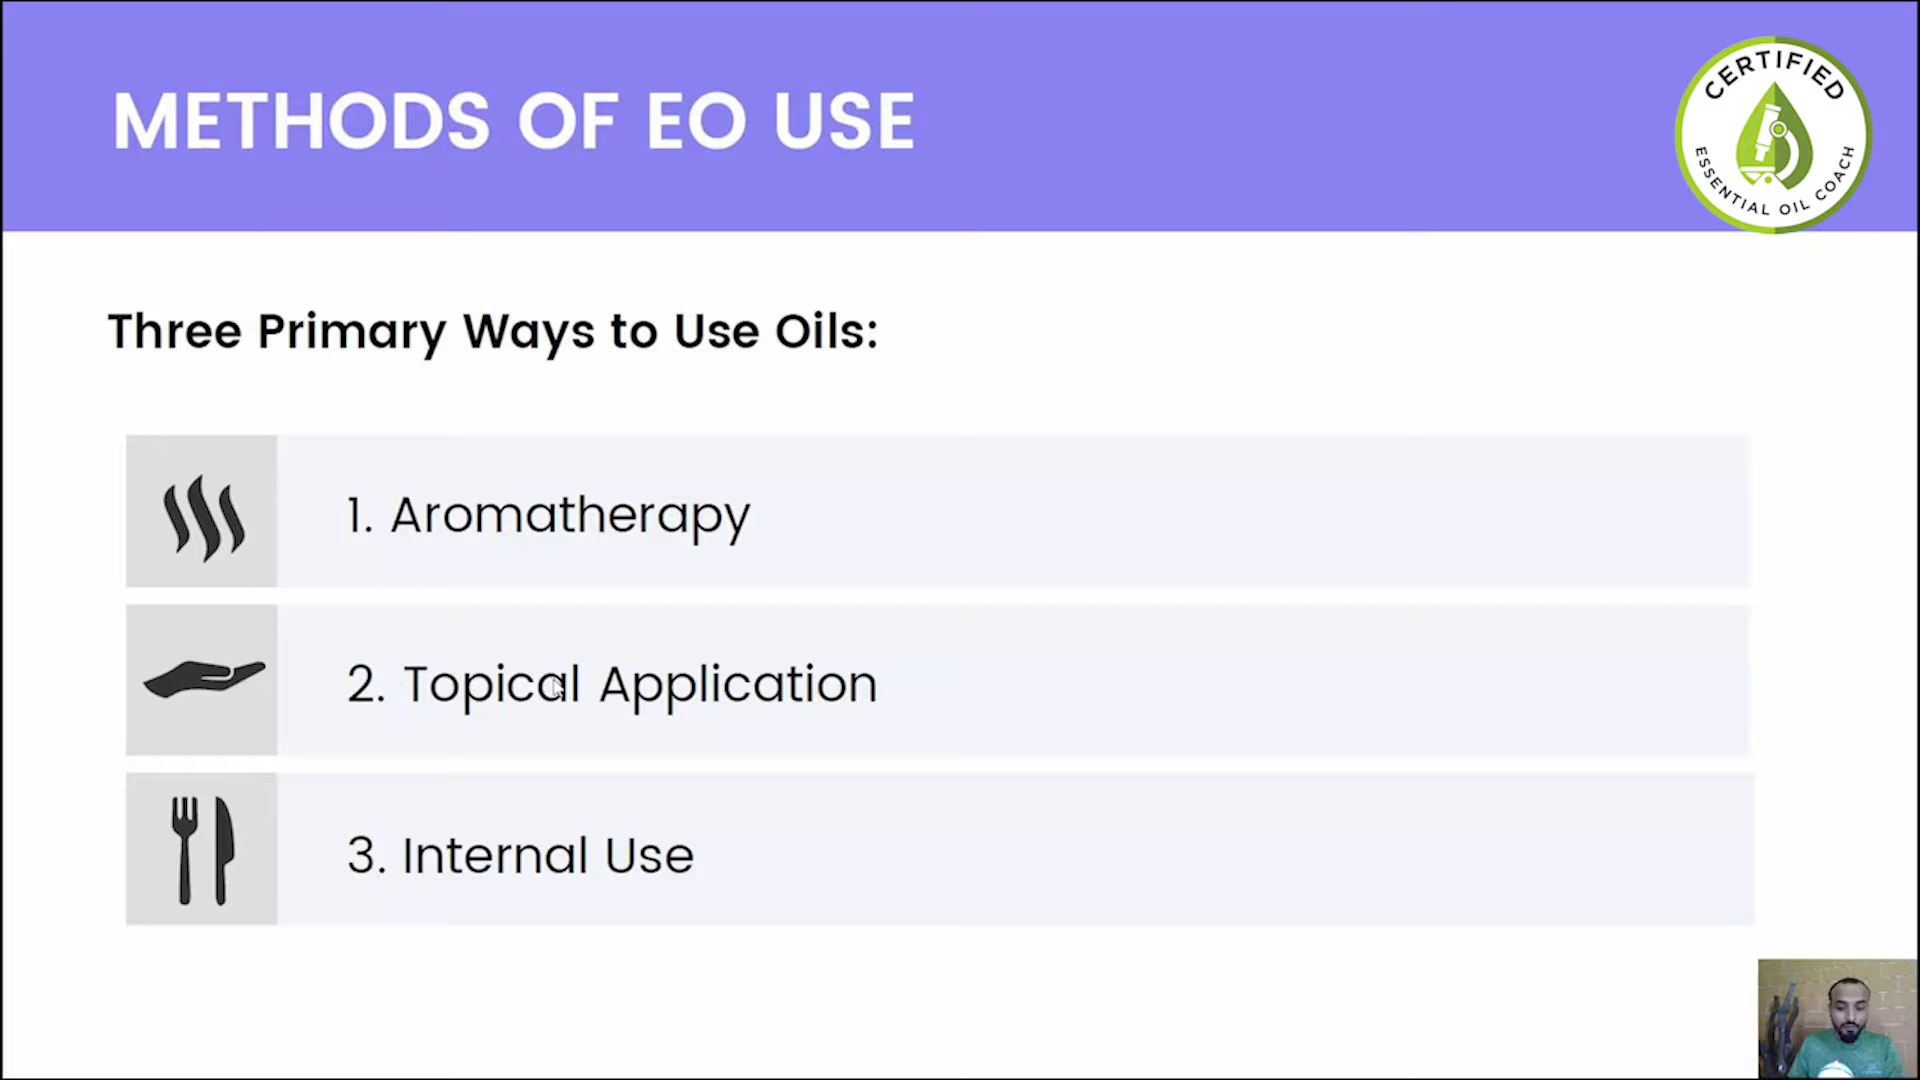 METHODS OF EO USE
CERTIFIED
ESSENTIAL OIL COACH
Three Primary Ways to Use Oils:
1. Aromatherapy
2. Topical Application
3. Internal Use